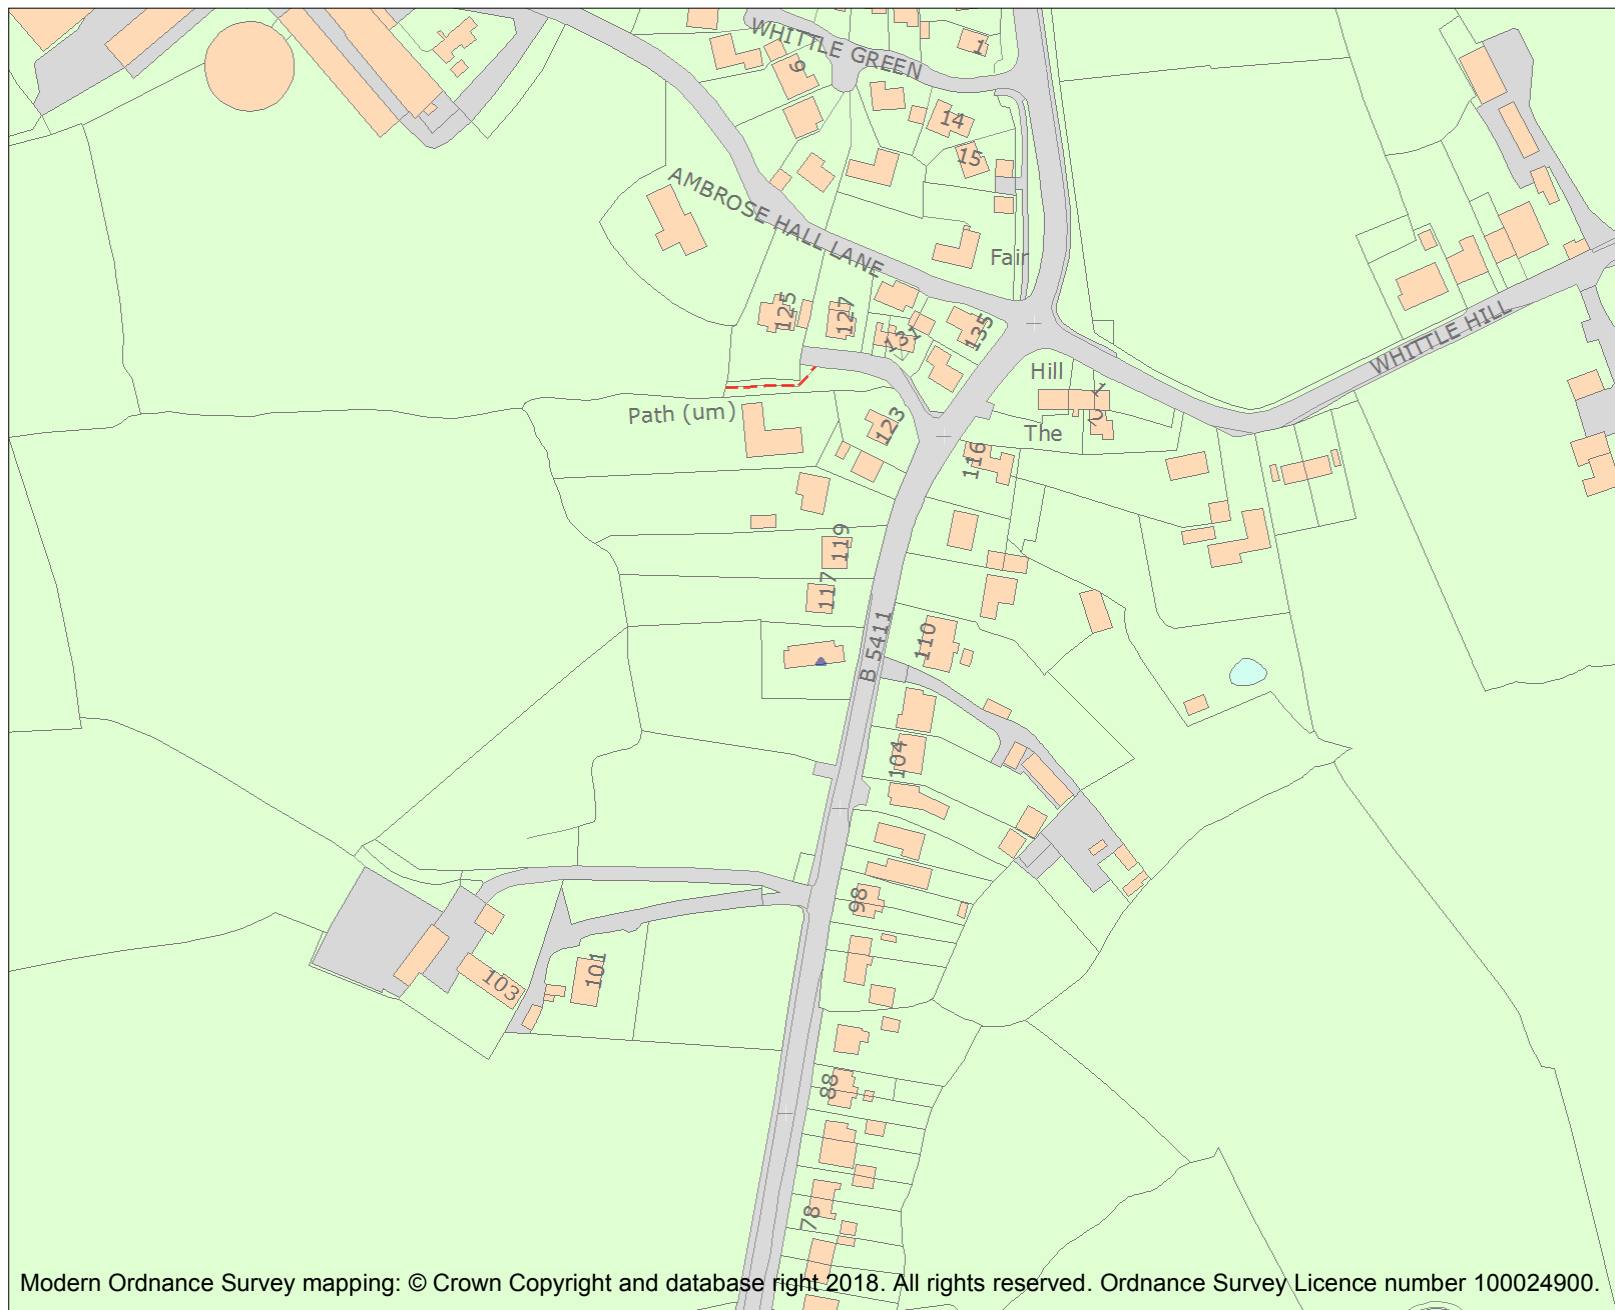 WHITTLE GREEN
1
9
14
15
AMBROSE HALL LANE
Fair
125
127
131
135
WHITTLE HILL
Hill
1
2
Path (um)
123
The
116
119
117
B 5411
110
104
98
103
101
88
78
Modern Ordnance Survey mapping: © Crown Copyright and database right 2018. All rights reserved. Ordnance Survey Licence number 100024900.